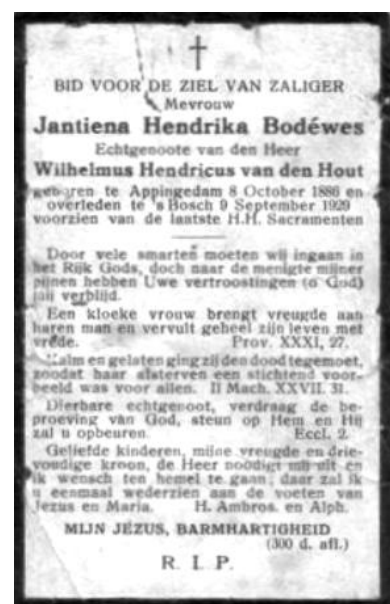 BID VOOR DE ZIEL VAN ZALIGER
Mevrouw
Jantiena Hendrika Bodéwes
Echtgenoote van den Heer
Wilhelmus Hendricus van den Hout
geboren te Appingedam 8 October 1886 en
overleden te 's Bosch 9 September 1929
voorzien van de laatste H.H. Sacramenten
Door vele smarten moeten wij ingaan in
het Rijk Gods, doch naar de menigte mijner
pijnen hebben Uwe vertroostingen (o God)
mij verblijd.
Een kloeke vrouw brengt vreugde aan
haren man en vervult geheel zijn leven met
vrede. Prov. XXXI, 27.
Kalm en gelaten ging zij den dood tegemoet,
zoodat haar afsterven een stichtend voor-
beeld was voor allen. II Mach. XXVII. 31.
Dierbare echtgenoot, verdraag de be-
proeving van God, steun op Hem en Hij
zal u opbeuren. Eccl. 2.
Geliefde kinderen, mijne vreugde en drie-
voudige kroon, de Heer noodigt mij uit en
ik wensch ten hemel te gaan, daar zal ik
u eenmaal wederzien aan de voeten van
Jezus en Maria. H. Ambros. en Alph.
MIJN JEZUS, BARMHARTIGHEID
(300 d. afl.)
R. I. P.